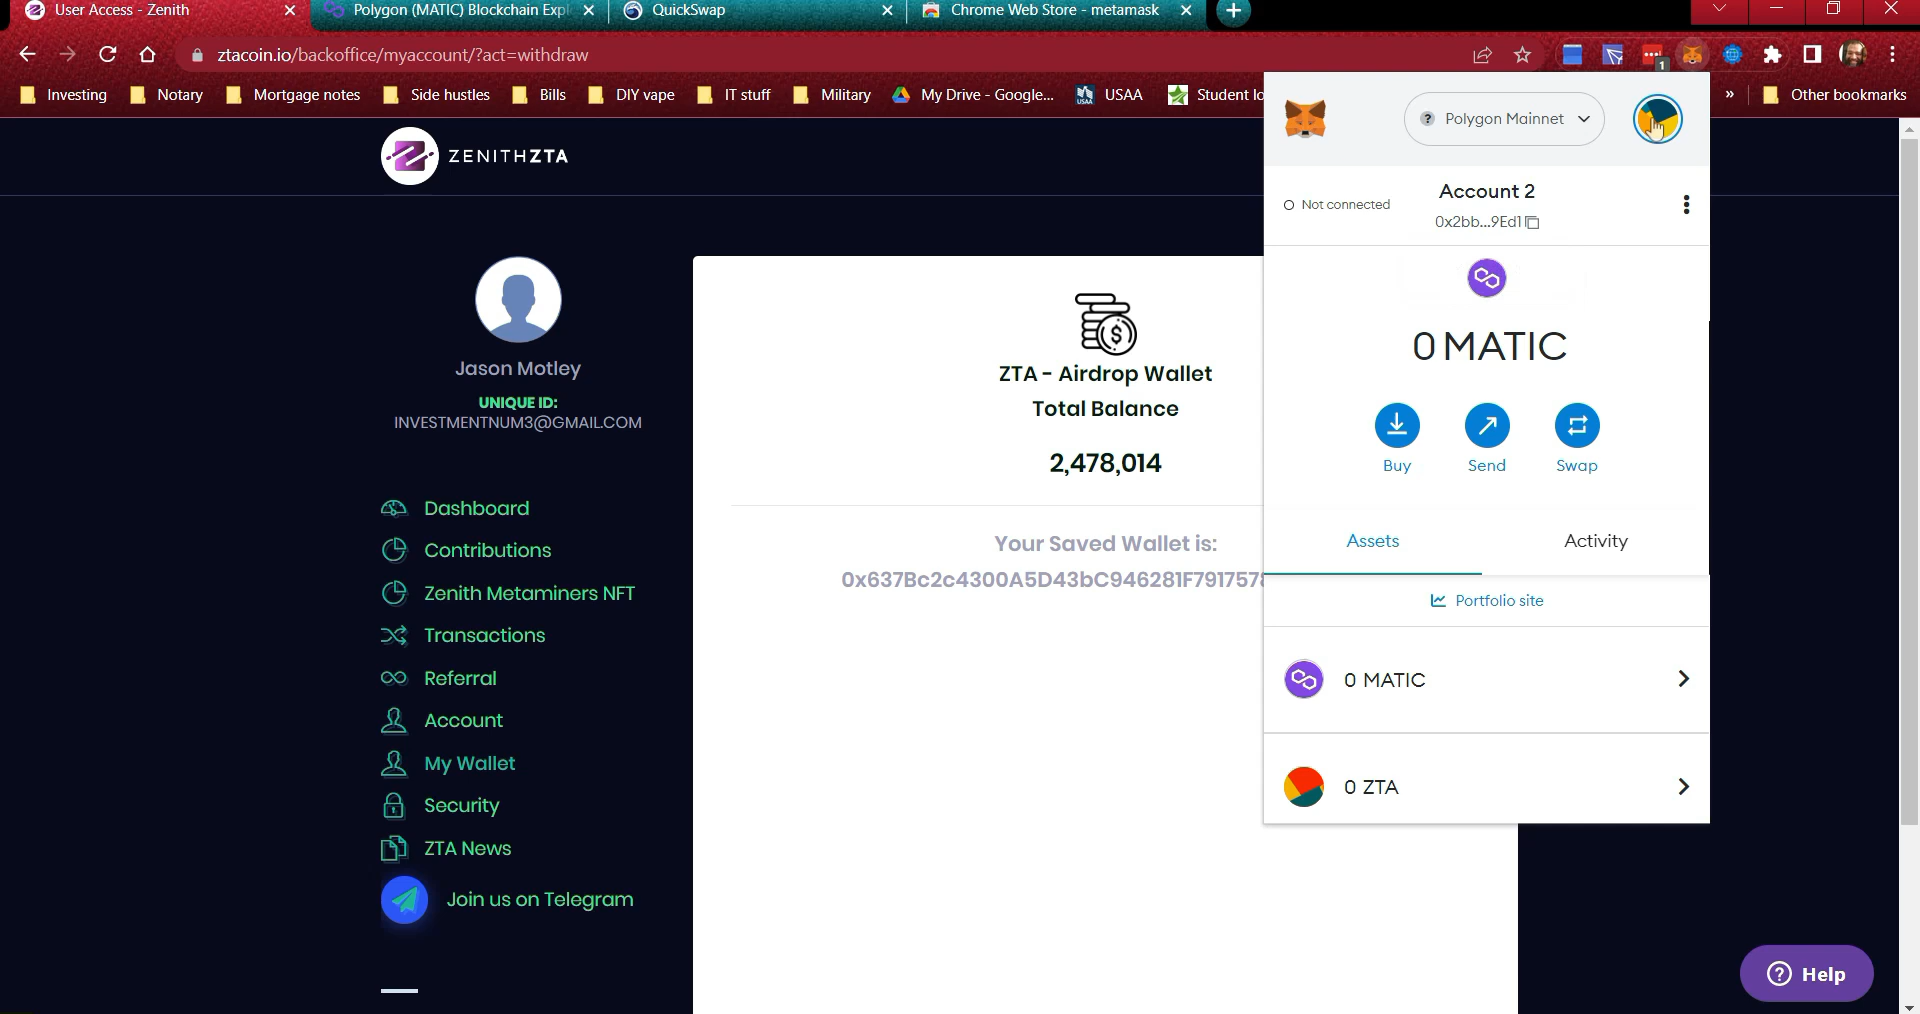 User Access - Zenith
Polygon (MATIC) Blockchain Expl
QuickSwap
Chrome Web Store - metamask
ztacoin.io/backoffice/myaccount/?act=withdraw
1
Investing
Notary
Mortgage notes
Side hustles
Bills
DIY vape
IT stuff
Military
My Drive - Google...
USAA
Student lo
»
Other bookmarks
ZENITHZTA
Jason Motley
UNIQUE ID:
INVESTMENTNUM3@GMAIL.COM
Dashboard
Contributions
Zenith Metaminers NFT
Transactions
Referral
Account
My Wallet
Security
ZTA News
Join us on Telegram
ZTA - Airdrop Wallet
Total Balance
2,478,014
Your Saved Wallet is:
0x637Bc2c4300A5D43bC946281F791757
Polygon Mainnet
Not connected
Account 2
0x2bb...9Ed1
0 MATIC
Buy
Send
Swap
Assets
Activity
Portfolio site
0 MATIC
0 ZTA
Help